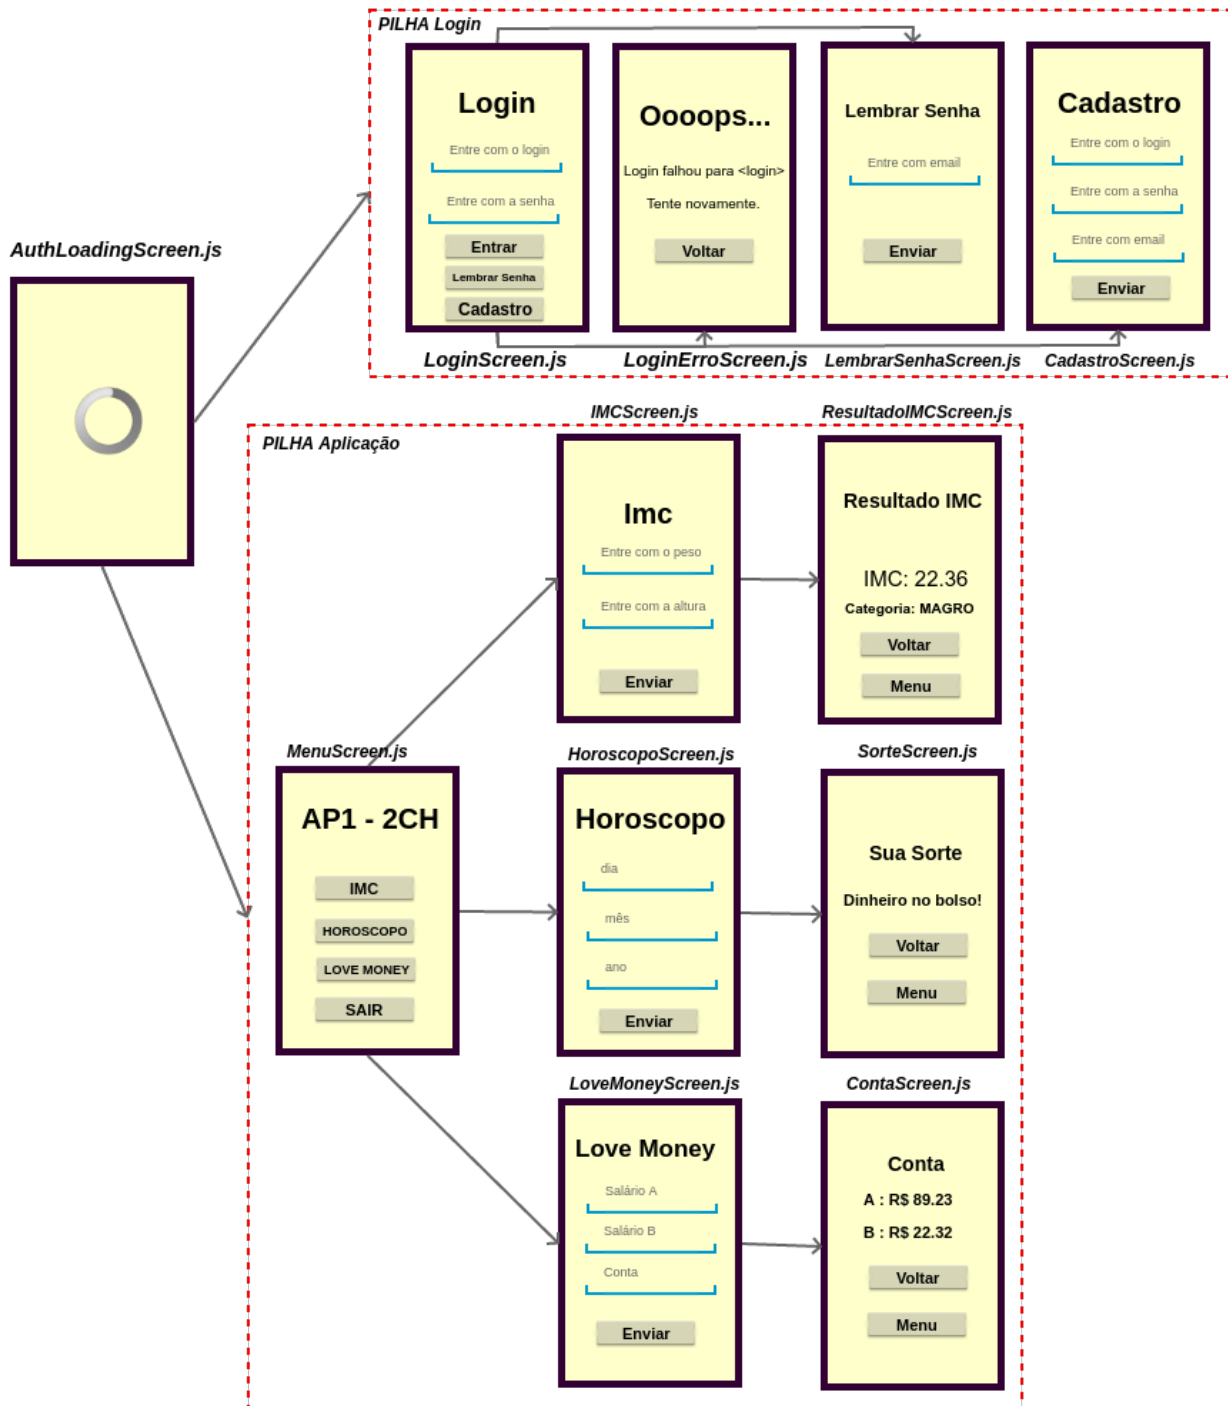 PILHA Login
Login
Entre com o login
Entre com a senha
Entrar
Lembrar Senha
Cadastro
LoginScreen.js
Oooops...
Login falhou para <login>
Tente novamente.
Voltar
LoginErroScreen.js
Lembrar Senha
Entre com email
Enviar
LembrarSenhaScreen.js
Cadastro
Entre com o login
Entre com a senha
Entre com email
Enviar
CadastroScreen.js
AuthLoadingScreen.js
PILHA Aplicação
IMCScreen.js
Imc
Entre com o peso
Entre com a altura
Enviar
ResultadoIMCScreen.js
Resultado IMC
IMC: 22.36
Categoria: MAGRO
Voltar
Menu
MenuScreen.js
AP1 - 2CH
IMC
HOROSCOPO
LOVE MONEY
SAIR
HoroscopoScreen.js
Horoscopo
dia
mês
ano
Enviar
SorteScreen.js
Sua Sorte
Dinheiro no bolso!
Voltar
Menu
LoveMoneyScreen.js
Love Money
Salário A
Salário B
Conta
Enviar
ContaScreen.js
Conta
A : R$ 89.23
B : R$ 22.32
Voltar
Menu